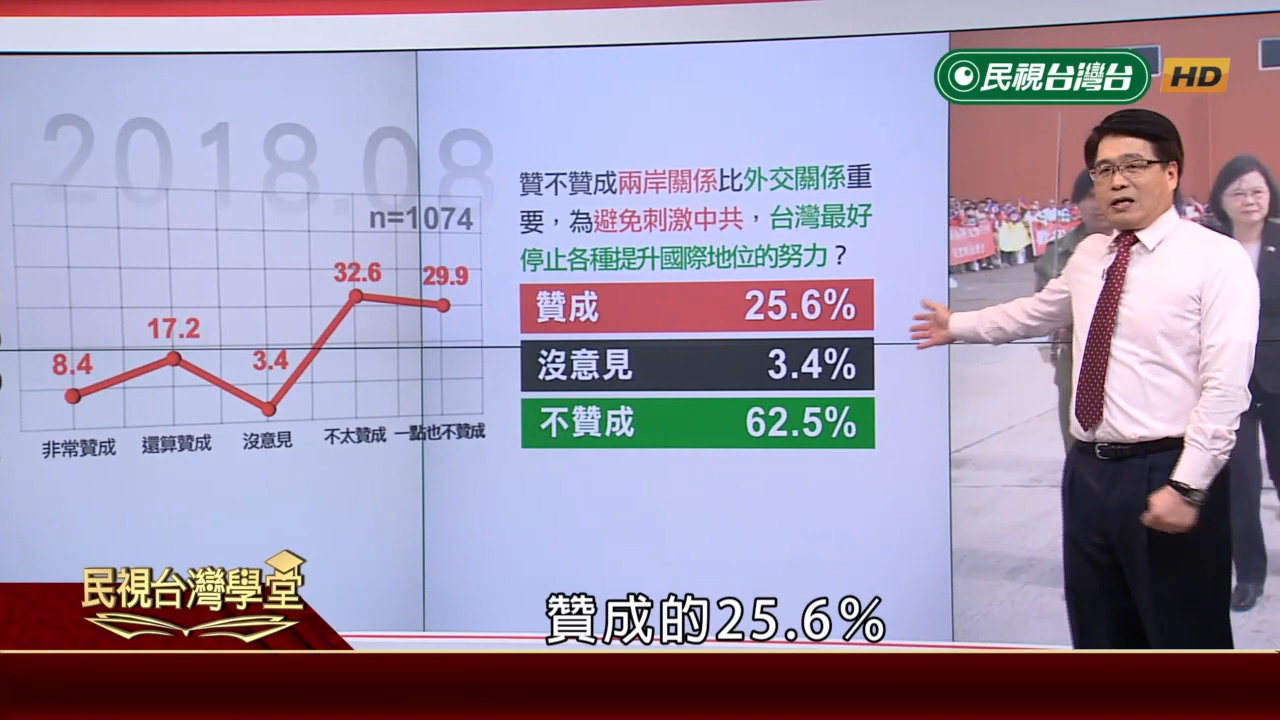 民視台灣台
HD
2018.08
n=1074
8.4
17.2
3.4
32.6
29.9
非常贊成
還算贊成
沒意見
不太贊成
一點也不贊成
贊不贊成兩岸關係比外交關係重
要，為避免刺激中共，台灣最好
停止各種提升國際地位的努力？
贊成 25.6%
沒意見 3.4%
不贊成 62.5%
民視台灣學堂
贊成的25.6%